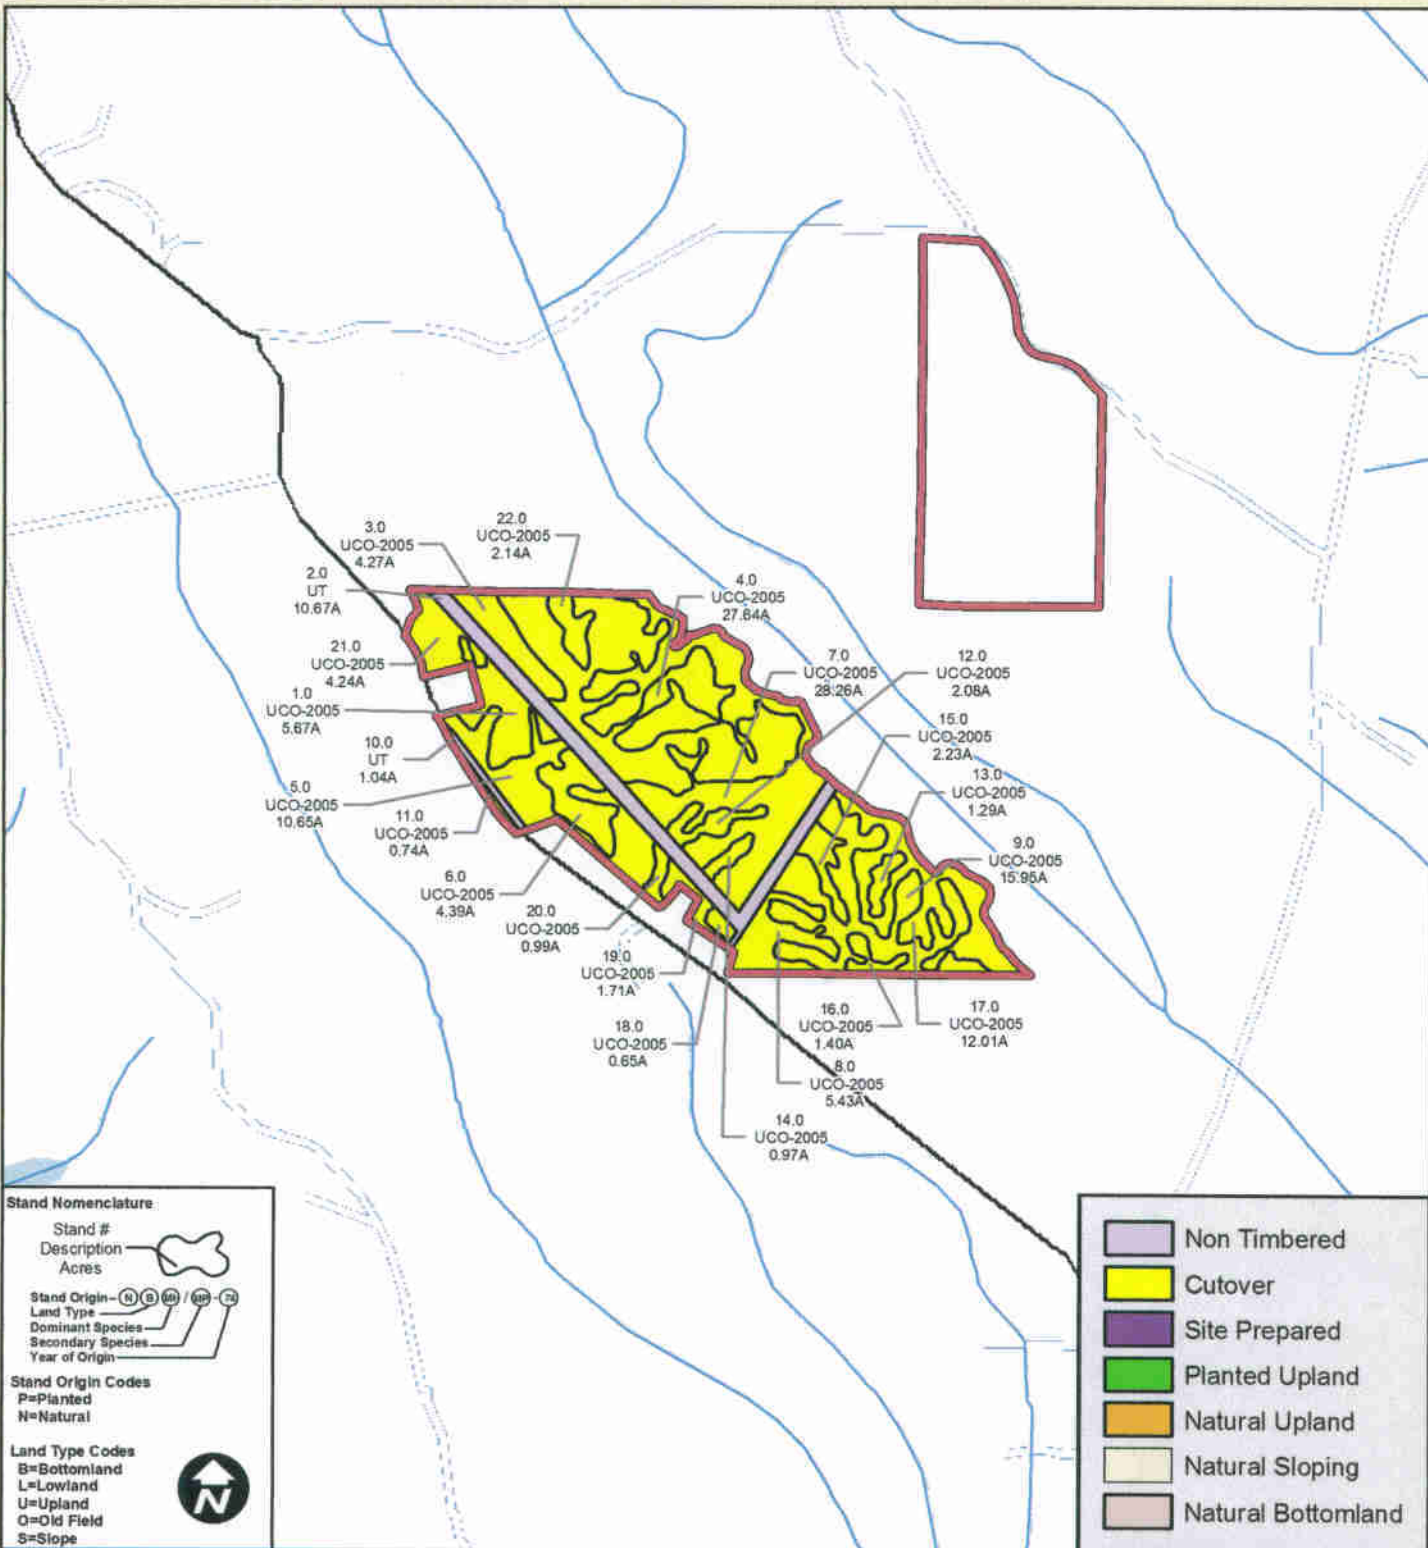 3.0
UCO-2005
4.27A
22.0
UCO-2005
2.14A
2.0
UT
10.67A
4.0
UCO-2005
27.64A
21.0
UCO-2005
4.24A
7.0
UCO-2005
28.26A
12.0
UCO-2005
2.08A
1.0
UCO-2005
5.67A
15.0
UCO-2005
2.23A
10.0
UT
1.04A
13.0
UCO-2005
1.29A
5.0
UCO-2005
10.65A
11.0
UCO-2005
0.74A
9.0
UCO-2005
15.95A
6.0
UCO-2005
4.39A
20.0
UCO-2005
0.99A
19.0
UCO-2005
1.71A
16.0
UCO-2005
1.40A
17.0
UCO-2005
12.01A
18.0
UCO-2005
0.65A
8.0
UCO-2005
5.43A
14.0
UCO-2005
0.97A
Stand Nomenclature
Stand #
Description
Acres
Stand Origin - N B / -
Land Type
Dominant Species
Secondary Species
Year of Origin
Stand Origin Codes
P=Planted
N=Natural
Land Type Codes
B=Bottomland
L=Lowland
U=Upland
O=Old Field
S=Slope
N
Non Timbered
Cutover
Site Prepared
Planted Upland
Natural Upland
Natural Sloping
Natural Bottomland